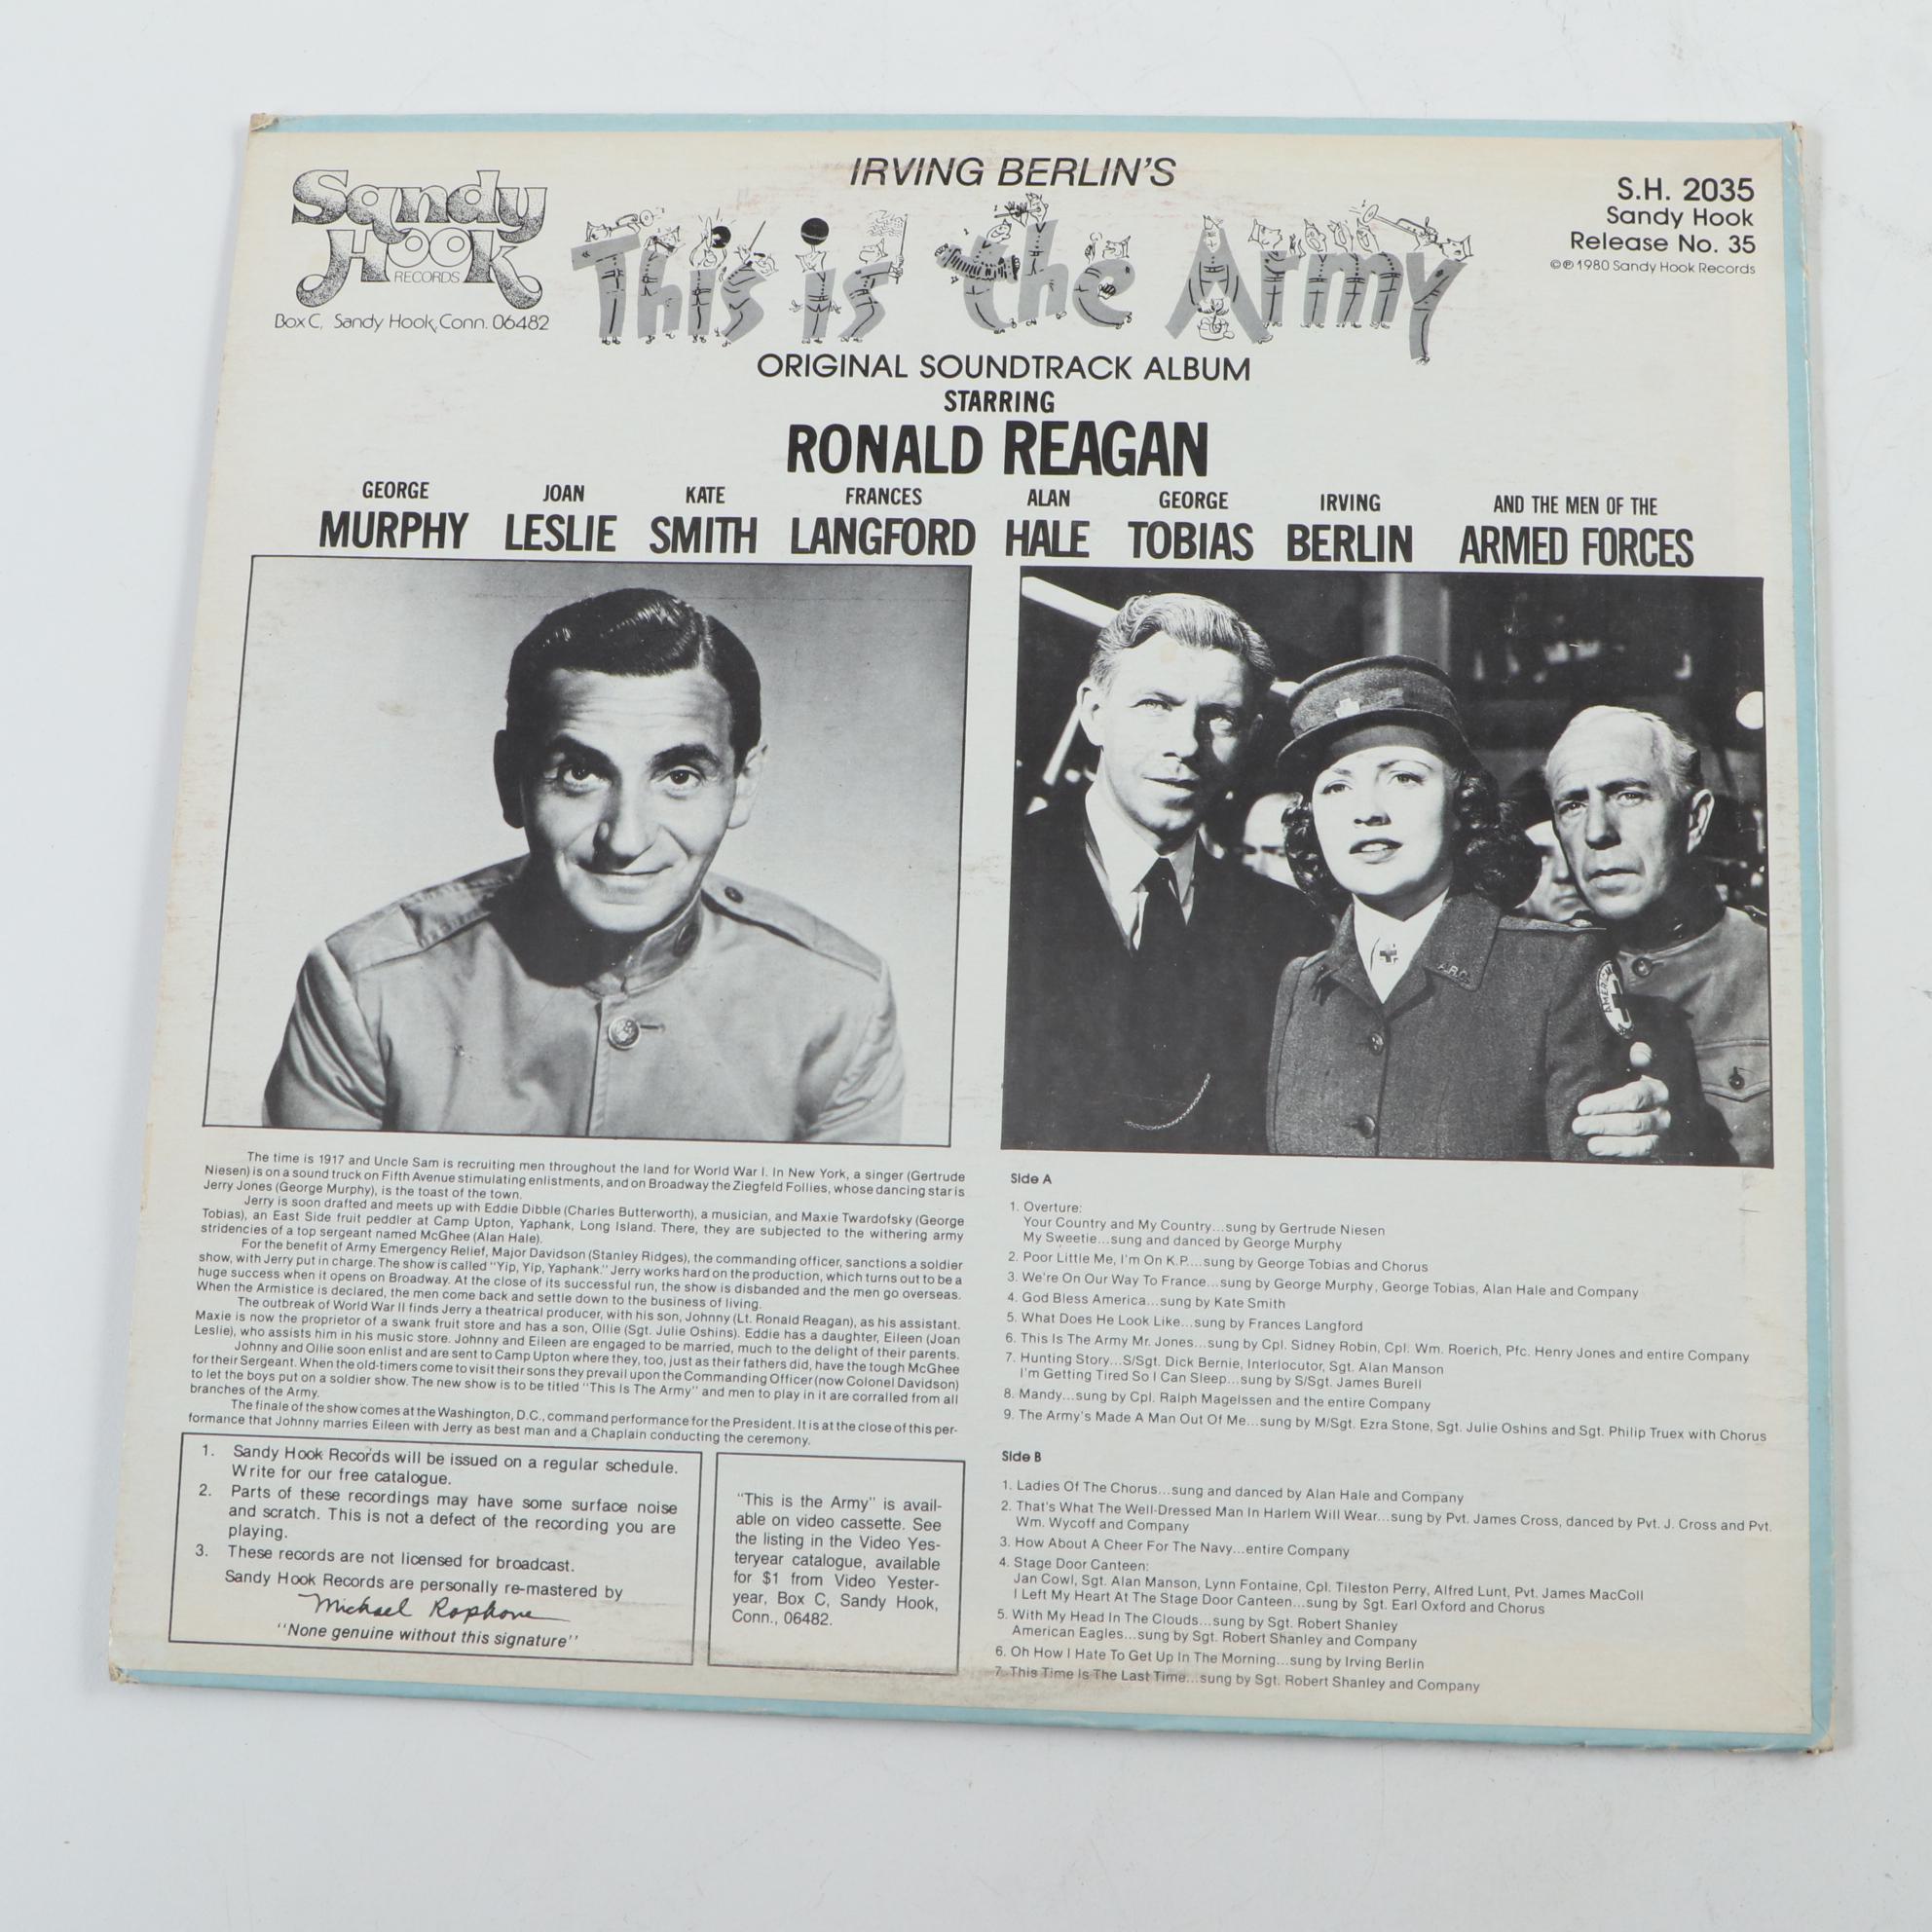 Sandy
Hook
RECORDS
Box C, Sandy Hook, Conn. 06482
IRVING BERLIN'S
This is the Army
ORIGINAL SOUNDTRACK ALBUM
S.H. 2035
Sandy Hook
Release No. 35
©℗ 1980 Sandy Hook Records
STARRING
RONALD REAGAN
GEORGE MURPHY
JOAN LESLIE
KATE SMITH
FRANCES LANGFORD
ALAN HALE
GEORGE TOBIAS
IRVING BERLIN
AND THE MEN OF THE ARMED FORCES
A.R.C.
The time is 1917 and Uncle Sam is recruiting men throughout the land for World War I. In New York, a singer (Gertrude
Niesen) is on a sound truck on Fifth Avenue stimulating enlistments, and on Broadway the Ziegfeld Follies, whose dancing star is
Jerry Jones (George Murphy), is the toast of the town.
Jerry is soon drafted and meets up with Eddie Dibble (Charles Butterworth), a musician, and Maxie Twardofsky (George
Tobias), an East Side fruit peddler at Camp Upton, Yaphank, Long Island. There, they are subjected to the withering army
stridencies of a top sergeant named McGhee (Alan Hale).
For the benefit of Army Emergency Relief, Major Davidson (Stanley Ridges), the commanding officer, sanctions a soldier
show, with Jerry put in charge. The show is called "Yip, Yip, Yaphank." Jerry works hard on the production, which turns out to be a
huge success when it opens on Broadway. At the close of its successful run, the show is disbanded and the men go overseas.
When the Armistice is declared, the men come back and settle down to the business of living.
The outbreak of World War II finds Jerry a theatrical producer, with his son, Johnny (Lt. Ronald Reagan), as his assistant.
Maxie is now the proprietor of a swank fruit store and has a son, Ollie (Sgt. Julie Oshins). Eddie has a daughter, Eileen (Joan
Leslie), who assists him in his music store. Johnny and Eileen are engaged to be married, much to the delight of their parents.
Johnny and Ollie soon enlist and are sent to Camp Upton where they, too, just as their fathers did, have the tough McGhee
for their Sergeant. When the old-timers come to visit their sons they prevail upon the Commanding Officer (now Colonel Davidson)
to let the boys put on a soldier show. The new show is to be titled "This Is The Army" and men to play in it are corralled from all
branches of the Army.
The finale of the show comes at the Washington, D.C., command performance for the President. It is at the close of this per-
formance that Johnny marries Eileen with Jerry as best man and a Chaplain conducting the ceremony.
1. Sandy Hook Records will be issued on a regular schedule.
Write for our free catalogue.
2. Parts of these recordings may have some surface noise
and scratch. This is not a defect of the recording you are
playing.
3. These records are not licensed for broadcast.
Sandy Hook Records are personally re-mastered by
Michael Rophone
"None genuine without this signature"
"This is the Army" is avail-
able on video cassette. See
the listing in the Video Yes-
teryear catalogue, available
for $1 from Video Yester-
year, Box C, Sandy Hook,
Conn., 06482.
Side A
1. Overture:
Your Country and My Country...sung by Gertrude Niesen
My Sweetie...sung and danced by George Murphy
2. Poor Little Me, I'm On K.P....sung by George Tobias and Chorus
3. We're On Our Way To France...sung by George Murphy, George Tobias, Alan Hale and Company
4. God Bless America...sung by Kate Smith
5. What Does He Look Like...sung by Frances Langford
6. This Is The Army Mr. Jones...sung by Cpl. Sidney Robin, Cpl. Wm. Roerich, Pfc. Henry Jones and entire Company
7. Hunting Story...S/Sgt. Dick Bernie, Interlocutor, Sgt. Alan Manson
I'm Getting Tired So I Can Sleep...sung by S/Sgt. James Burell
8. Mandy...sung by Cpl. Ralph Magelssen and the entire Company
9. The Army's Made A Man Out Of Me...sung by M/Sgt. Ezra Stone, Sgt. Julie Oshins and Sgt. Philip Truex with Chorus
Side B
1. Ladies Of The Chorus...sung and danced by Alan Hale and Company
2. That's What The Well-Dressed Man In Harlem Will Wear...sung by Pvt. James Cross, danced by Pvt. J. Cross and Pvt.
Wm. Wycoff and Company
3. How About A Cheer For The Navy...entire Company
4. Stage Door Canteen:
Jan Cowl, Sgt. Alan Manson, Lynn Fontaine, Cpl. Tileston Perry, Alfred Lunt, Pvt. James MacColl
I Left My Heart At The Stage Door Canteen...sung by Sgt. Earl Oxford and Chorus
5. With My Head In The Clouds...sung by Sgt. Robert Shanley
American Eagles...sung by Sgt. Robert Shanley and Company
6. Oh How I Hate To Get Up In The Morning...sung by Irving Berlin
7. This Time Is The Last Time...sung by Sgt. Robert Shanley and Company